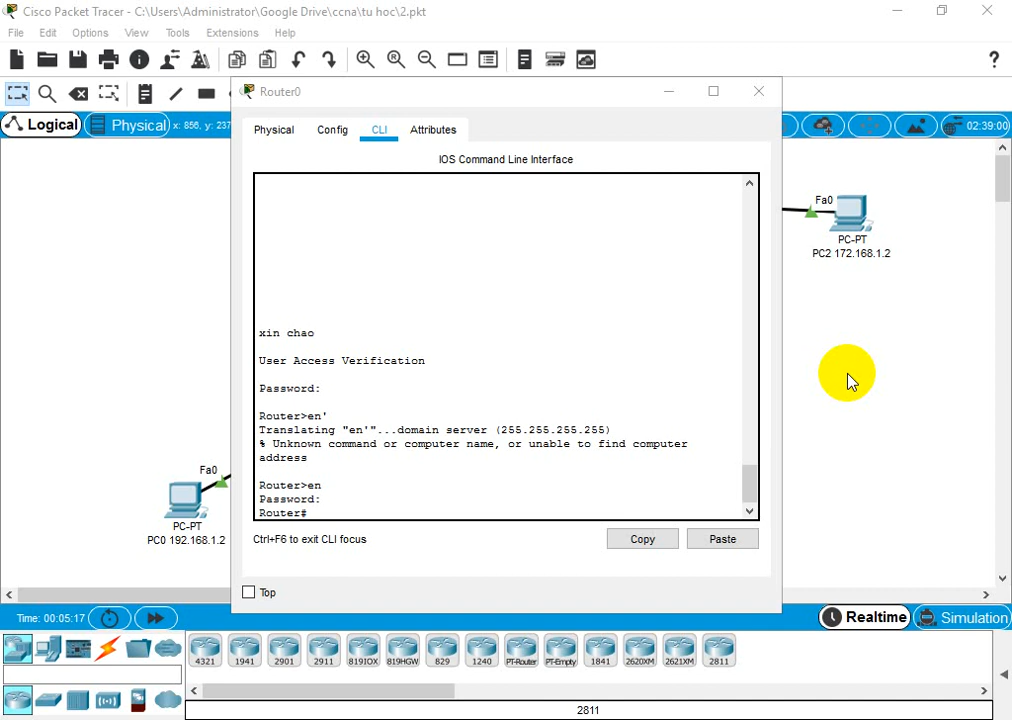 Cisco Packet Tracer - C:\Users\Administrator\Google Drive\ccna\tu hoc\2.pkt
File Edit Options View Tools Extensions Help
?
Router0
Logical Physical x: 856, y: 237 02:39:00
Physical Config CLI Attributes
IOS Command Line Interface
xin chao
User Access Verification
Password:
Router>en'
Translating "en'"...domain server (255.255.255.255)
% Unknown command or computer name, or unable to find computer
address
Router>en
Password:
Router#
Ctrl+F6 to exit CLI focus
Copy Paste
Top
Fa0
PC-PT
PC2 172.168.1.2
Fa0
PC-PT
PC0 192.168.1.2
Time: 00:05:17 Realtime Simulation
4321 1941 2901 2911 819IOX 819HGW 829 1240 PT-Router PT-Empty 1841 2620XM 2621XM 2811
2811